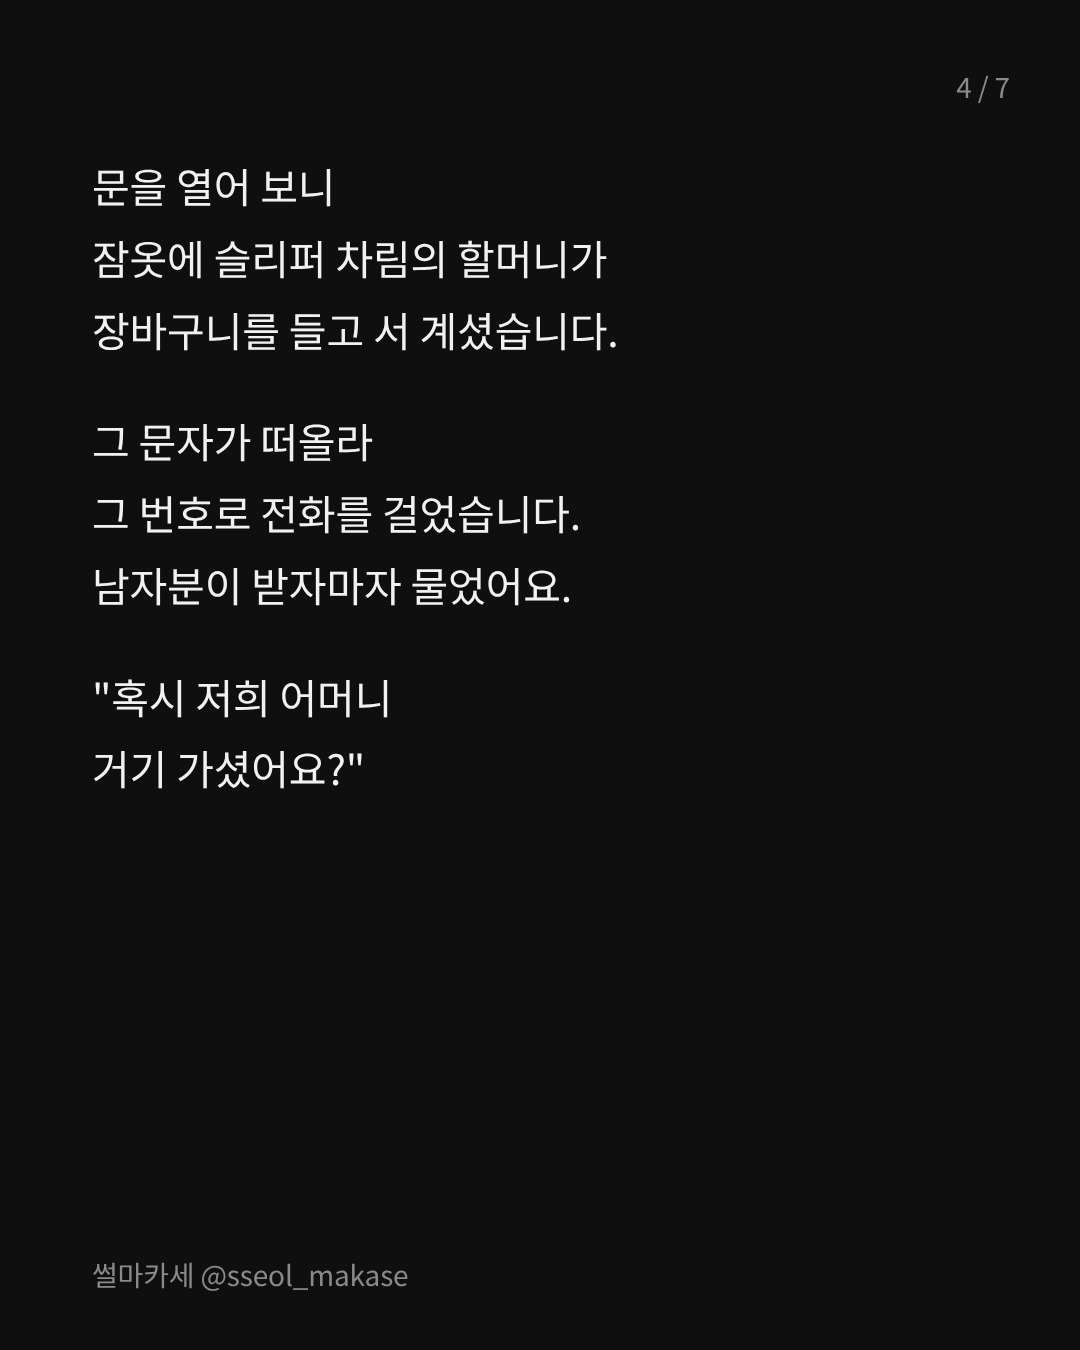 4 / 7
문을 열어 보니
잠옷에 슬리퍼 차림의 할머니가
장바구니를 들고 서 계셨습니다.
그 문자가 떠올라
그 번호로 전화를 걸었습니다.
남자분이 받자마자 물었어요.
"혹시 저희 어머니
거기 가셨어요?"
썰마카세 @sseol_makase